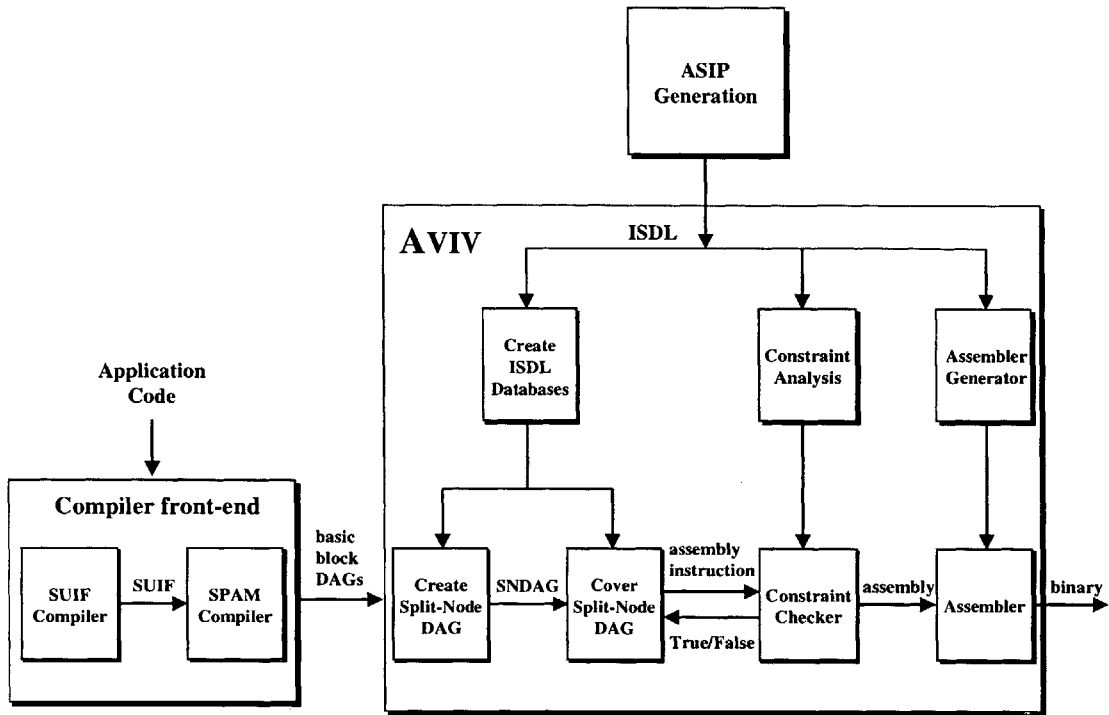 ASIP
Generation
AVIV
ISDL
Create
ISDL
Databases
Constraint
Analysis
Assembler
Generator
Application
Code
Compiler front-end
SUIF
Compiler
SUIF
SPAM
Compiler
basic
block
DAGs
Create
Split-Node
DAG
SNDAG
Cover
Split-Node
DAG
assembly
instruction
True/False
Constraint
Checker
assembly
Assembler
binary